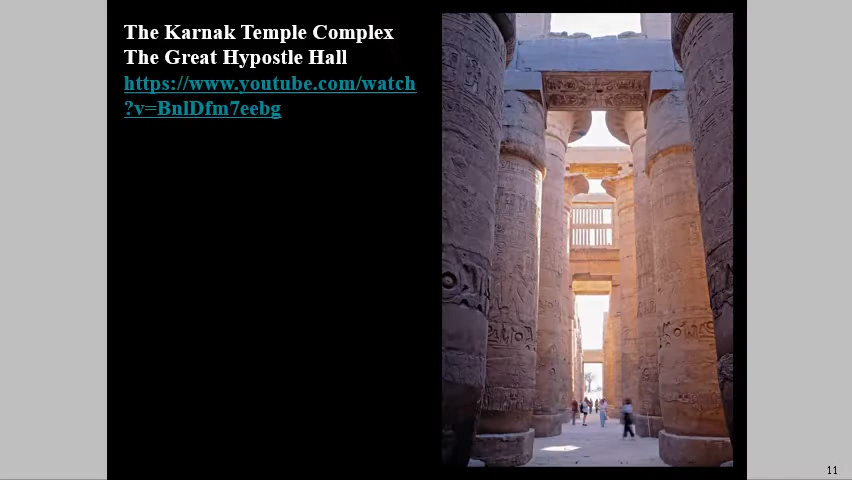 The Karnak Temple Complex
The Great Hypostle Hall
https://www.youtube.com/watch
?v=BnlDfm7eebg
11